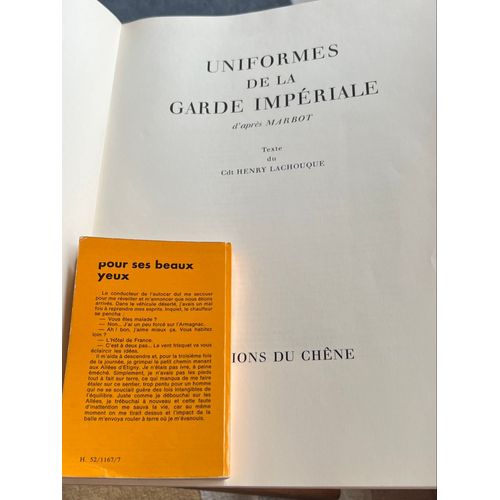 UNIFORMES
DE LA
GARDE IMPÉRIALE
d'après MARBOT
Texte
du
Cdt HENRY LACHOUQUE
IONS DU CHÊNE
pour ses beaux
yeux
Le conducteur de l'autocar dut me secouer
pour me réveiller et m'annoncer que nous étions
arrivés. Dans le véhicule déserté, j'avais un mal
fou à reprendre mes esprits. Inquiet, le chauffeur
se pencha :
— Vous êtes malade ?
— Non... J'ai un peu forcé sur l'Armagnac.
— Ah ! bon, j'aime mieux ça. Vous habitez
loin ?
— L'Hôtel de France.
— C'est à deux pas... Le vent frisquet va vous
éclaircir les idées.
Il m'aida à descendre et, pour la troisième fois
de la journée, je grimpai le petit chemin menant
aux Allées d'Etigny. Je n'étais pas ivre, à peine
éméché. Simplement, je n'avais pas les pieds
tout à fait sur terre, ce qui manqua de me faire
étaler sur ce sentier, trop pentu pour un homme
qui ne se souciait guère des lois intangibles de
l'équilibre. Juste comme je débouchai sur les
Allées, je trébuchai à nouveau et cette faute
d'inattention me sauva la vie, car au même
moment on me tirait dessus et l'impact de la
balle m'envoya rouler à terre où je m'évanouis.
H. 52/1167/7